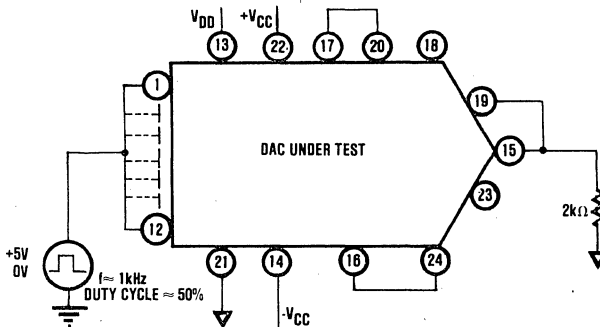 V_DD +V_CC
13 22 17 20 18
1
19
DAC UNDER TEST
15
23
2kΩ
12
+5V
0V
f≈ 1kHz
DUTY CYCLE ≈ 50%
21 14 16 24
-V_CC